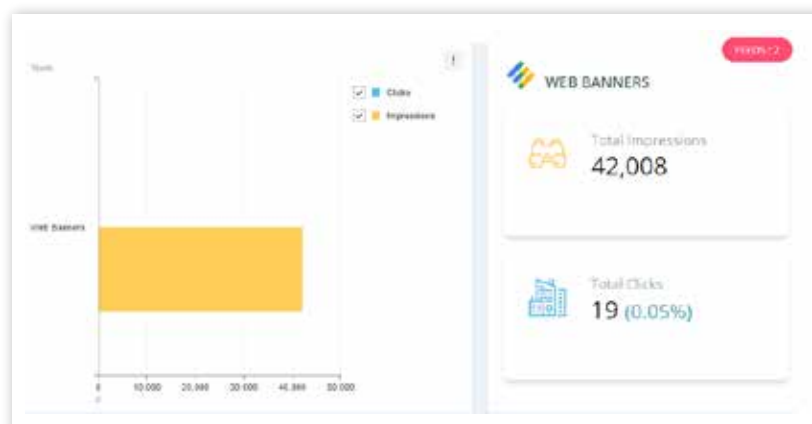 Clicks
Impressions
WEB Banners
0
10.000
20.000
30.000
40.000
50.000
WEB BANNERS
Total Impressions
42,008
Total Clicks
19 (0.05%)